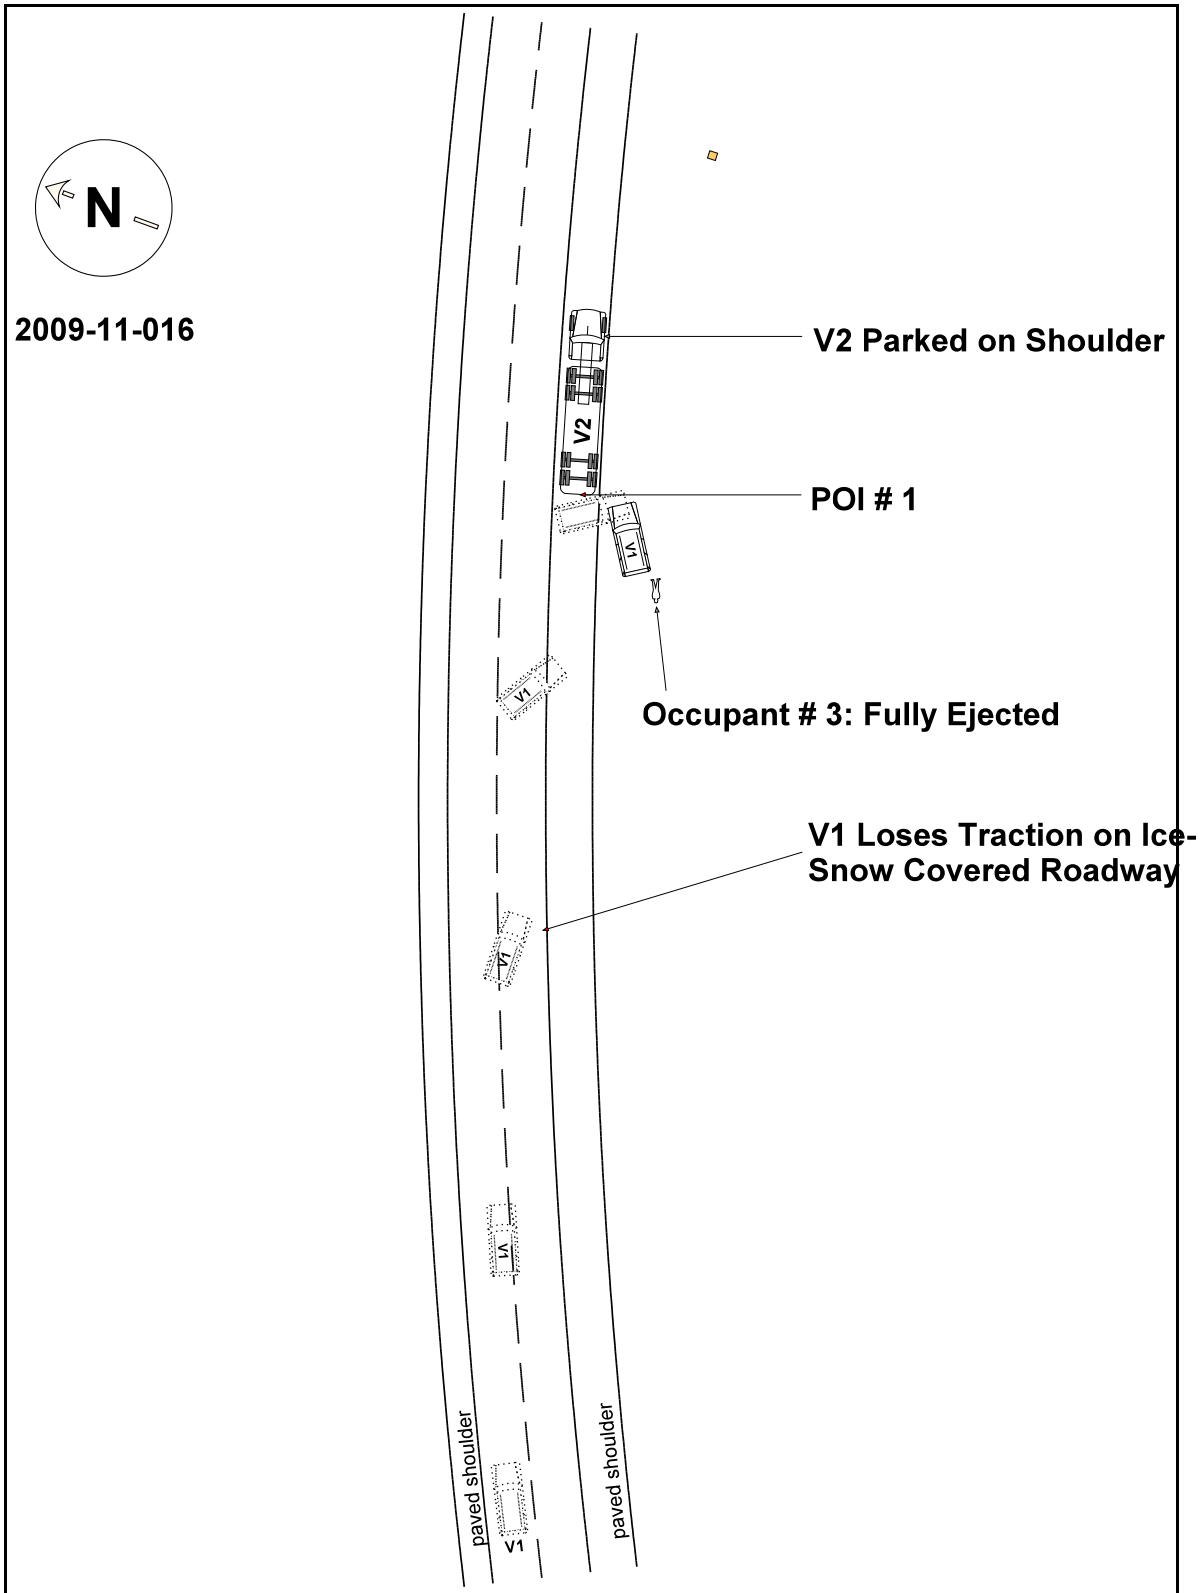 N
2009-11-016
V2 Parked on Shoulder
V2
POI # 1
V1
Occupant # 3: Fully Ejected
V1
V1 Loses Traction on Ice-
Snow Covered Roadway
V1
V1
paved shoulder
paved shoulder
V1